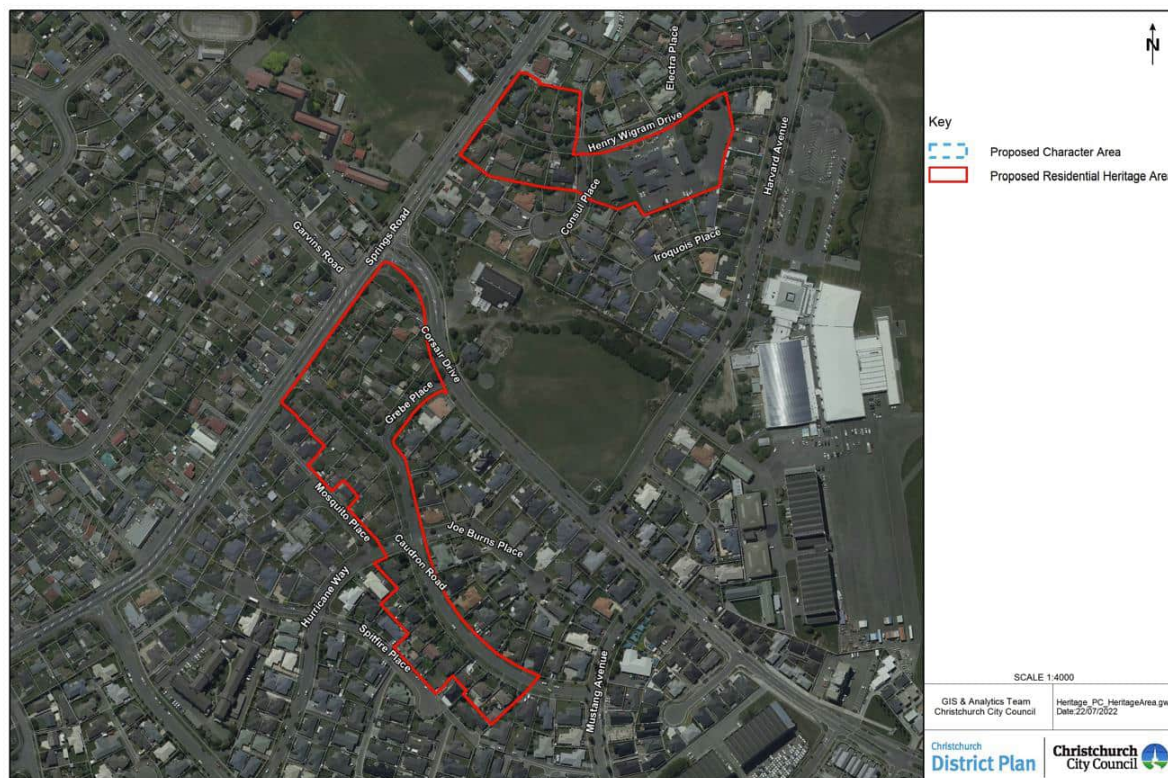 Electra Place
Henry Wigram Drive
Harvard Avenue
Consul Place
Iroquois Place
Springs Road
Garvins Road
Corsair Drive
Grebe Place
Mosquito Place
Joe Burns Place
Caudron Road
Hurricane Way
Spitfire Place
Mustang Avenue
N
Key
Proposed Character Area
Proposed Residential Heritage Area
SCALE 1:4000
GIS & Analytics Team
Christchurch City Council
Heritage_PC_HeritageArea.gw
Date:22/07/2022
Christchurch
District Plan
Christchurch
City Council